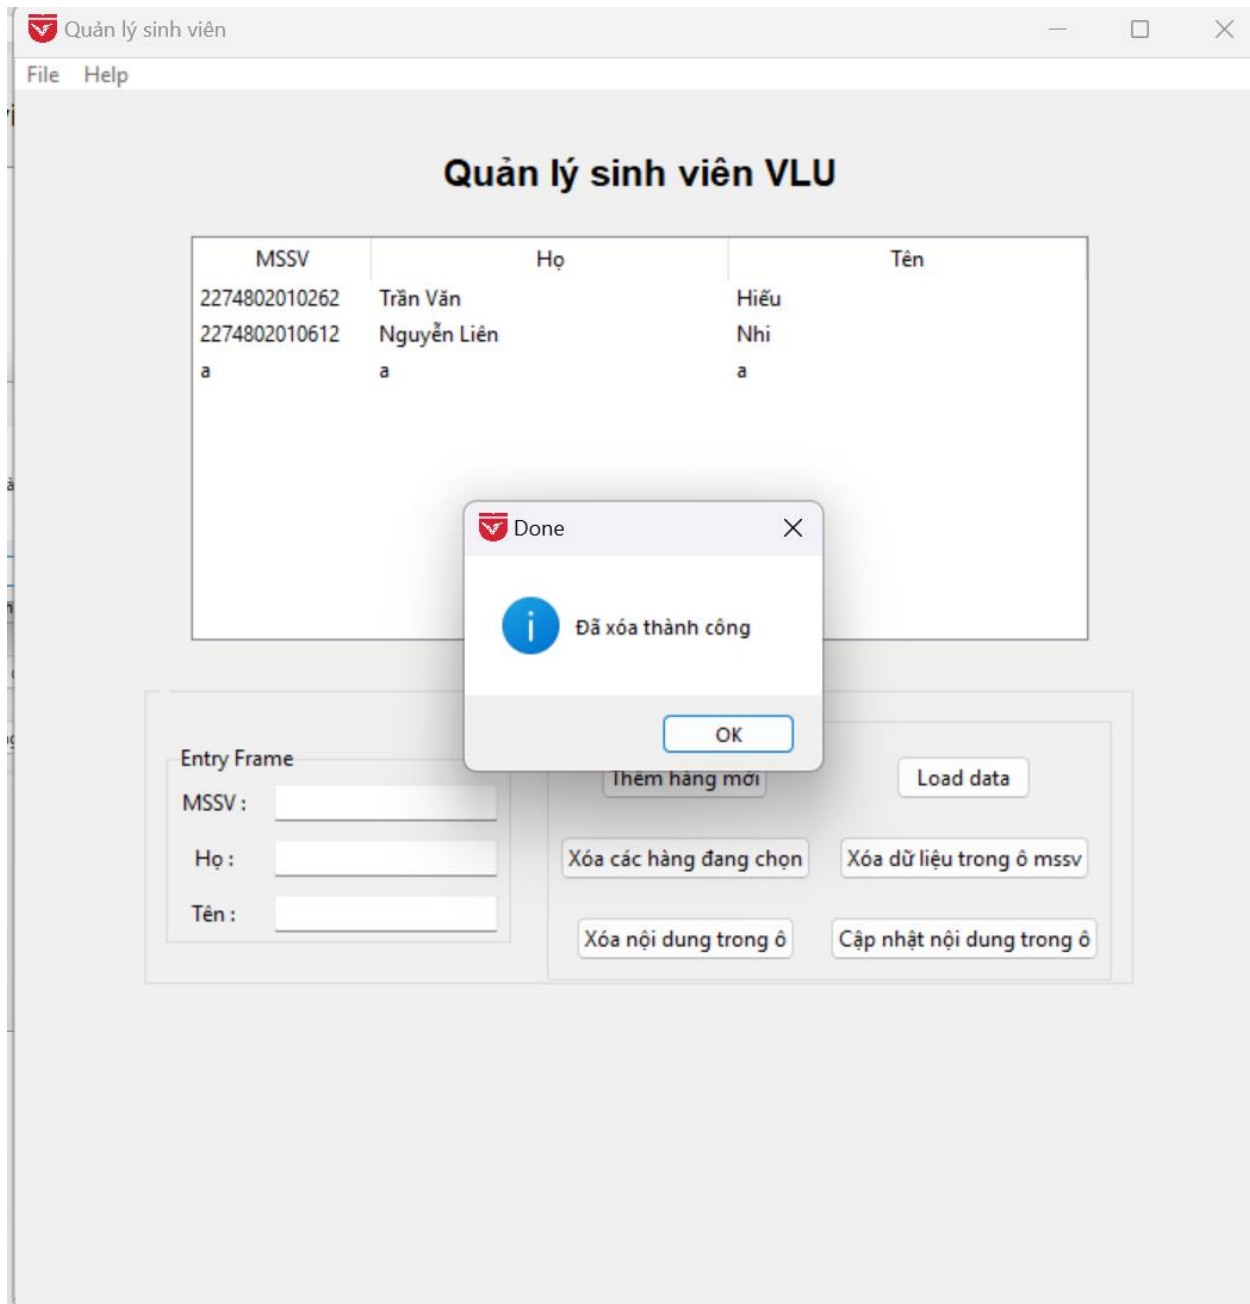 Quản lý sinh viên
File Help
Quản lý sinh viên VLU
MSSV Họ Tên
2274802010262 Trần Văn Hiếu
2274802010612 Nguyễn Liên Nhi
a a a
Done
Đã xóa thành công
OK
Entry Frame
MSSV :
Họ :
Tên :
Thêm hàng mới Load data
Xóa các hàng đang chọn Xóa dữ liệu trong ô mssv
Xóa nội dung trong ô Cập nhật nội dung trong ô